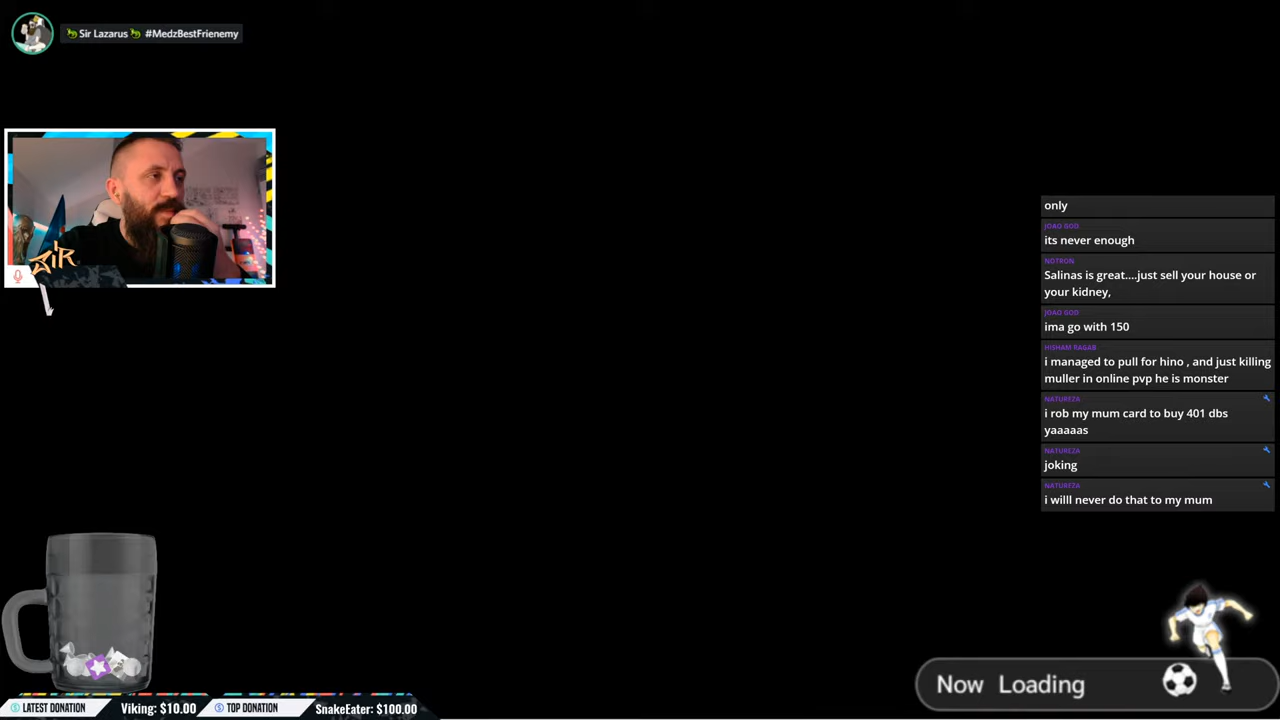 Sir Lazarus #MedzBestFrienemy
SIR
only
JOAO GOD
its never enough
NOTRON
Salinas is great....just sell your house or
your kidney,
JOAO GOD
ima go with 150
HISHAM RAGAB
i managed to pull for hino , and just killing
muller in online pvp he is monster
NATUREZA
i rob my mum card to buy 401 dbs
yaaaaas
NATUREZA
joking
NATUREZA
i willl never do that to my mum
Now Loading
LATEST DONATION Viking: $10.00 TOP DONATION SnakeEater: $100.00